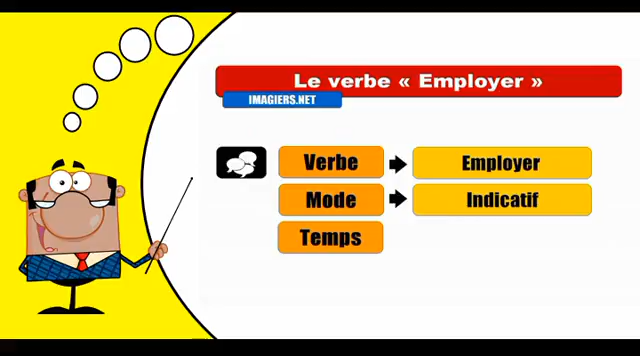 Le verbe « Employer »
IMAGIERS.NET
Verbe Employer
Mode Indicatif
Temps